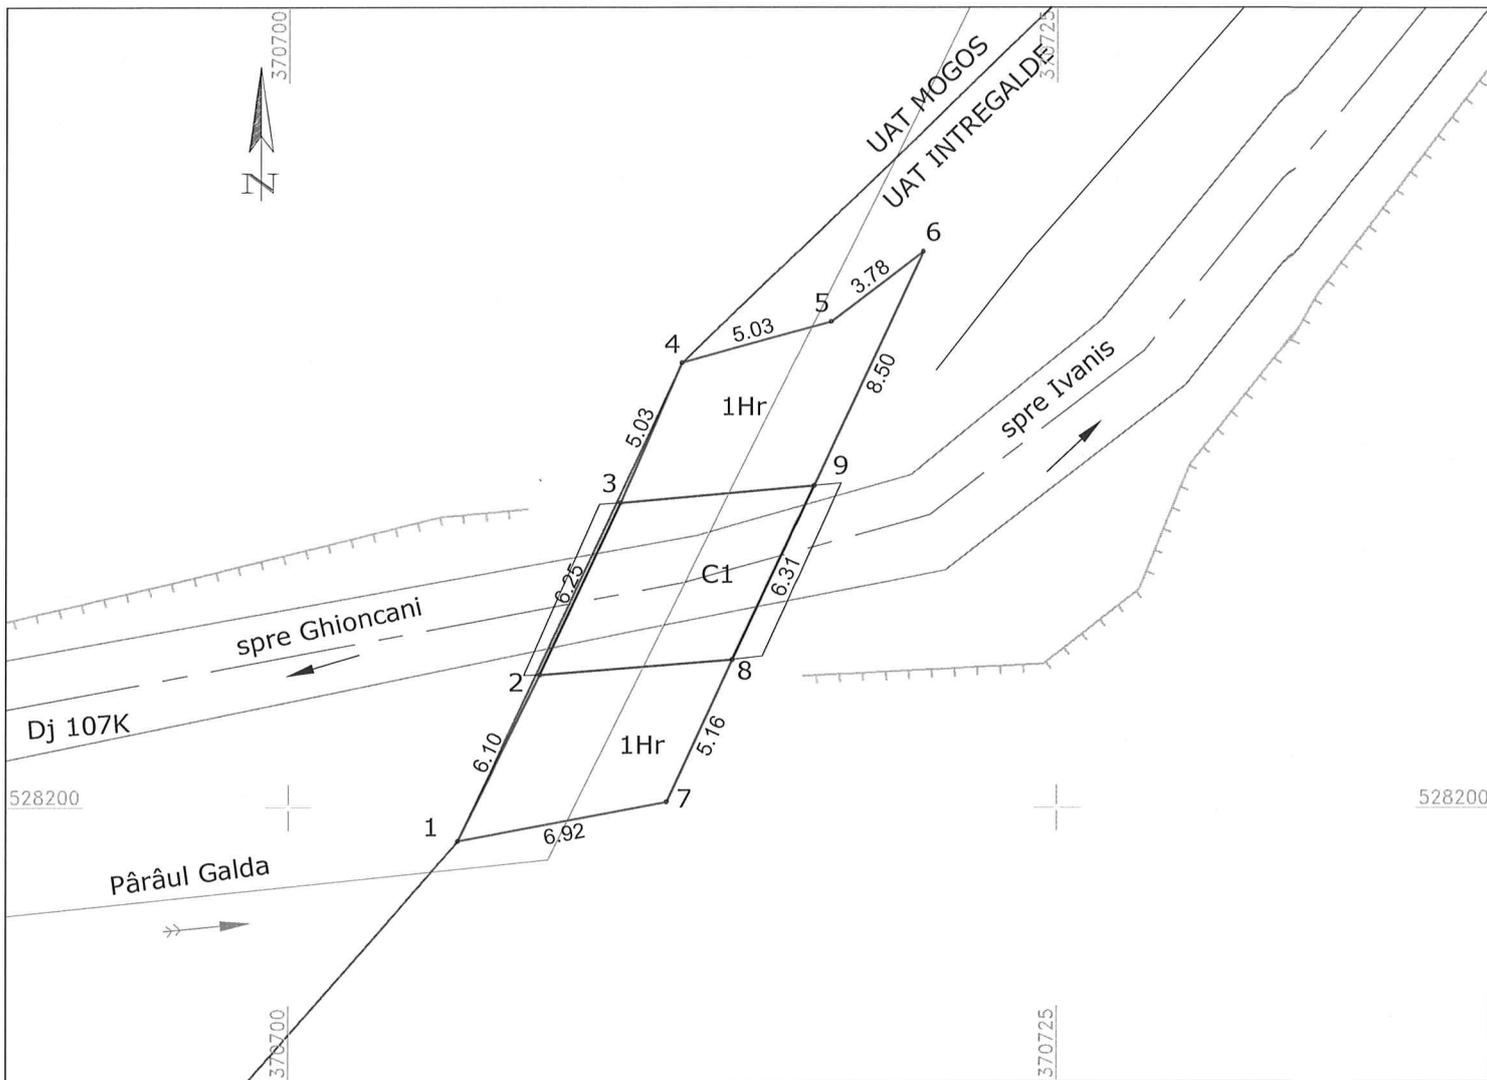 370700
370725
N
UAT MOGOS
UAT INTREGALDE
6
3.78
5
5.03
4
8.50
1Hr
5.03
spre Ivanis
9
3
C1
6.31
6.25
spre Ghioncani
8
2
Dj 107K
1Hr
5.16
6.10
528200
528200
7
1
6.92
Pârâul Galda
370700
370725